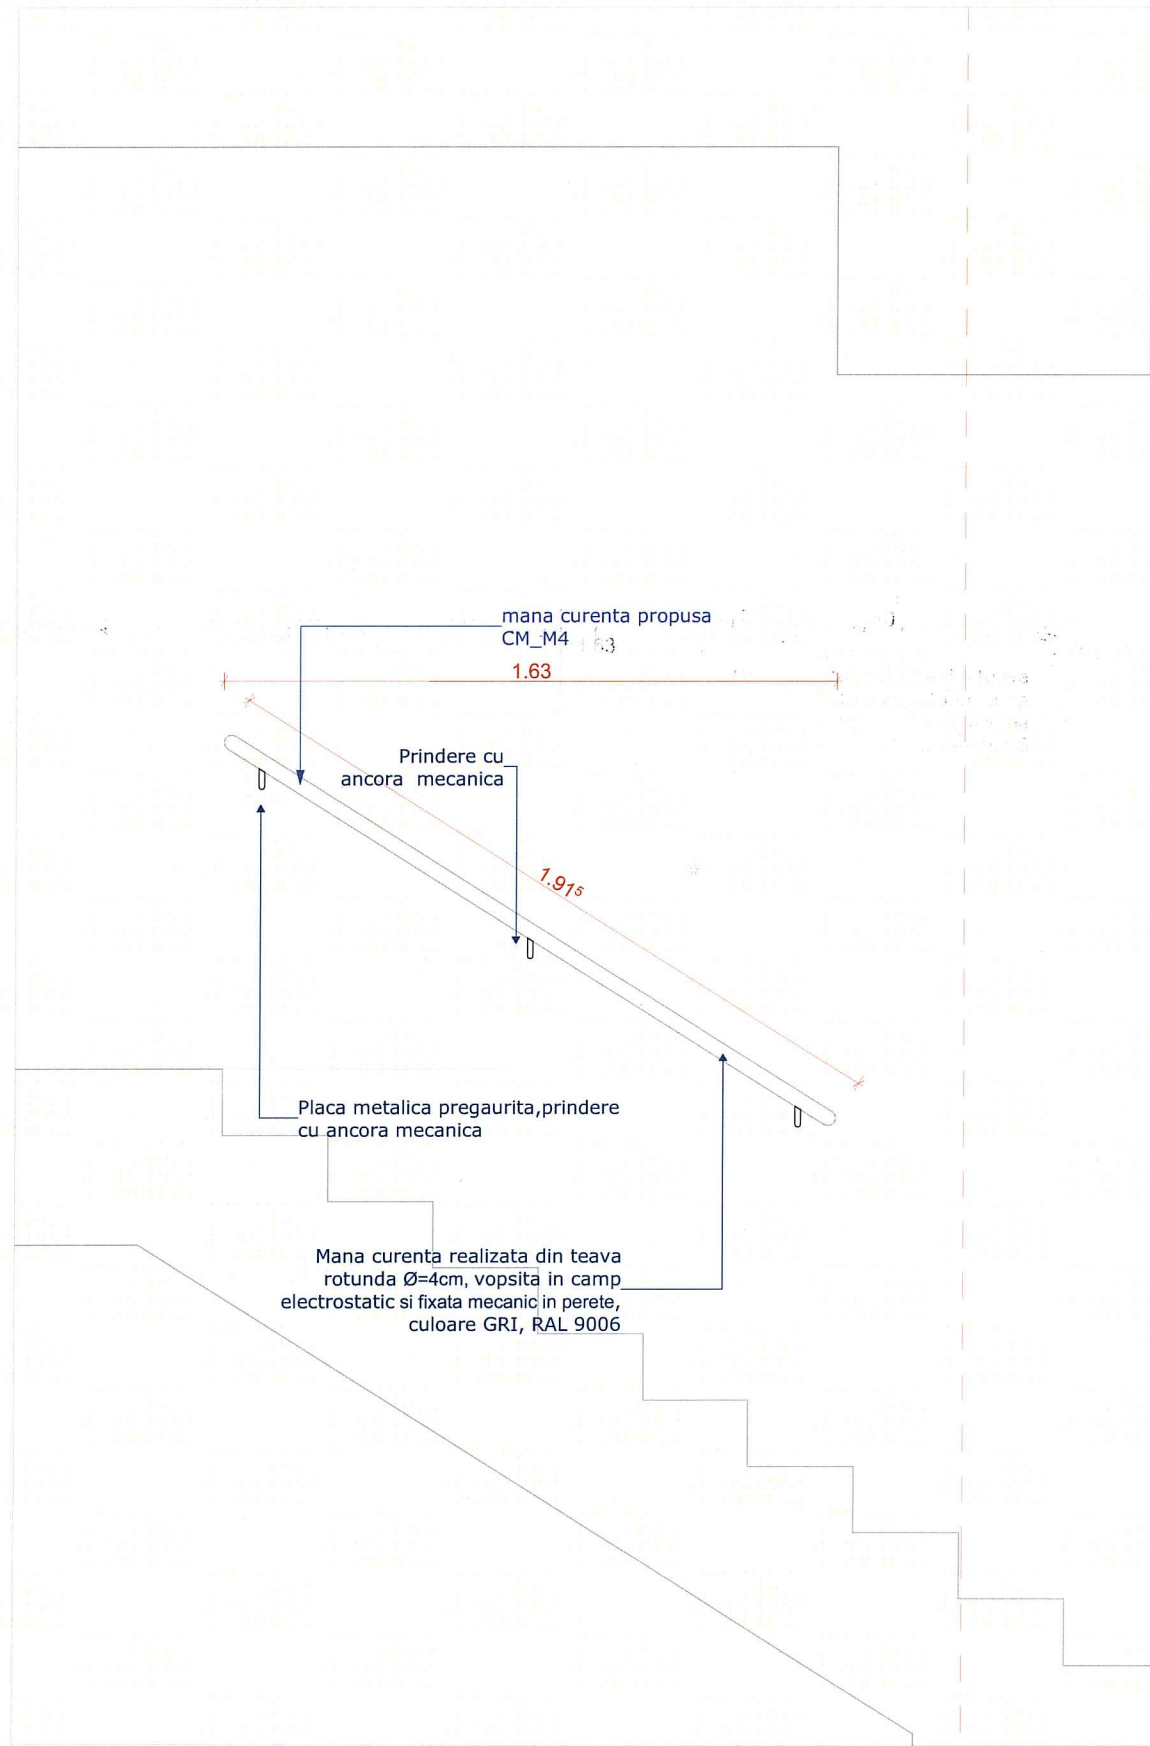 mana curenta propusa
CM_M4
1.63
Prindere cu
ancora mecanica
1.91⁵
Placa metalica pregaurita,prindere
cu ancora mecanica
Mana curenta realizata din teava
rotunda Ø=4cm, vopsita in camp
electrostatic si fixata mecanic in perete,
culoare GRI, RAL 9006